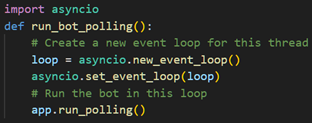 import asyncio
def run_bot_polling():
    # Create a new event loop for this thread
    loop = asyncio.new_event_loop()
    asyncio.set_event_loop(loop)
    # Run the bot in this loop
    app.run_polling()